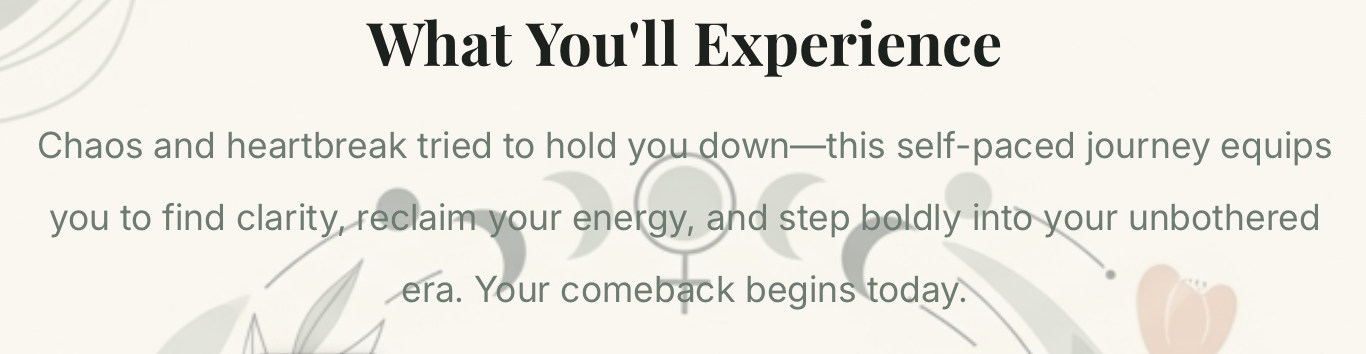 What You'll Experience
Chaos and heartbreak tried to hold you down—this self-paced journey equips
you to find clarity, reclaim your energy, and step boldly into your unbothered
era. Your comeback begins today.